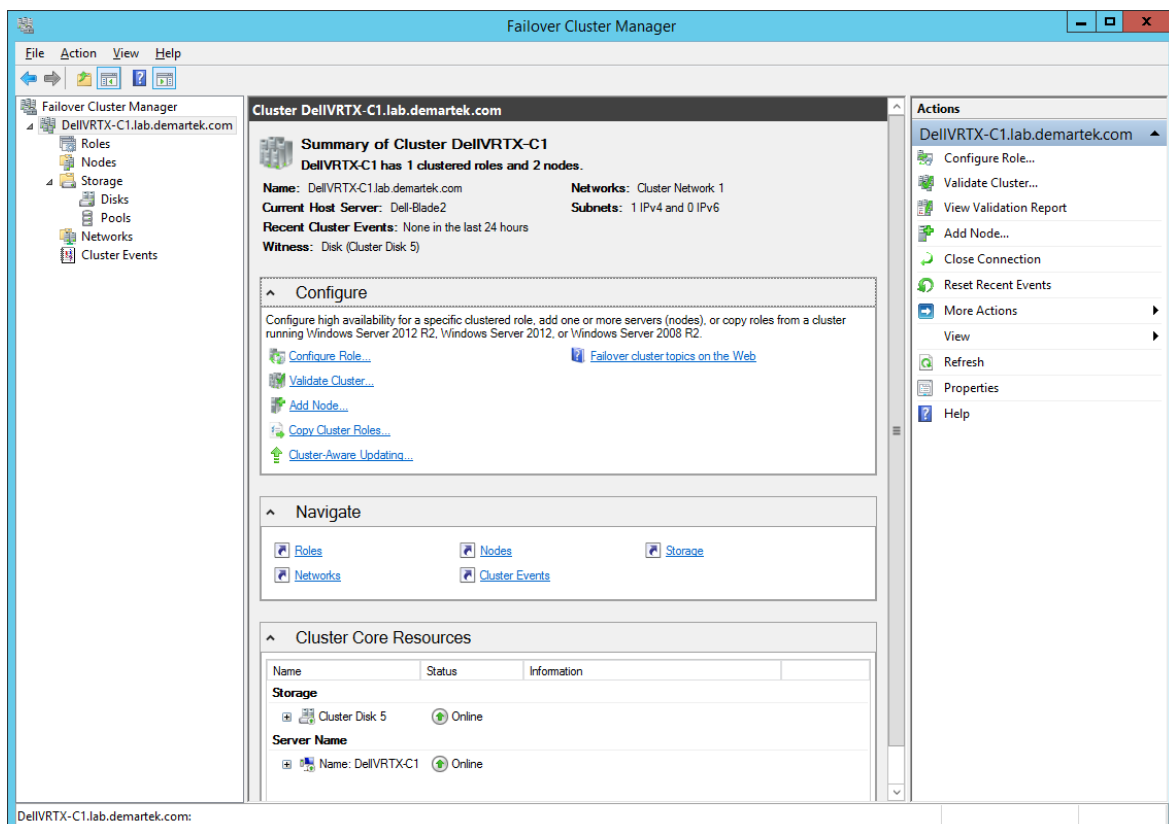 Failover Cluster Manager
File Action View Help
Failover Cluster Manager
DellVRTX-C1.lab.demartek.com
Roles
Nodes
Storage
Disks
Pools
Networks
Cluster Events
Cluster DellVRTX-C1.lab.demartek.com
Summary of Cluster DellVRTX-C1
DellVRTX-C1 has 1 clustered roles and 2 nodes.
Name: DellVRTX-C1.lab.demartek.com Networks: Cluster Network 1
Current Host Server: Dell-Blade2 Subnets: 1 IPv4 and 0 IPv6
Recent Cluster Events: None in the last 24 hours
Witness: Disk (Cluster Disk 5)
Configure
Configure high availability for a specific clustered role, add one or more servers (nodes), or copy roles from a cluster
running Windows Server 2012 R2, Windows Server 2012, or Windows Server 2008 R2.
Configure Role... Failover cluster topics on the Web
Validate Cluster...
Add Node...
Copy Cluster Roles...
Cluster-Aware Updating...
Navigate
Roles Nodes Storage
Networks Cluster Events
Cluster Core Resources
Name Status Information
Storage
Cluster Disk 5 Online
Server Name
Name: DellVRTX-C1 Online
Actions
DellVRTX-C1.lab.demartek.com
Configure Role...
Validate Cluster...
View Validation Report
Add Node...
Close Connection
Reset Recent Events
More Actions
View
Refresh
Properties
Help
DellVRTX-C1.lab.demartek.com: